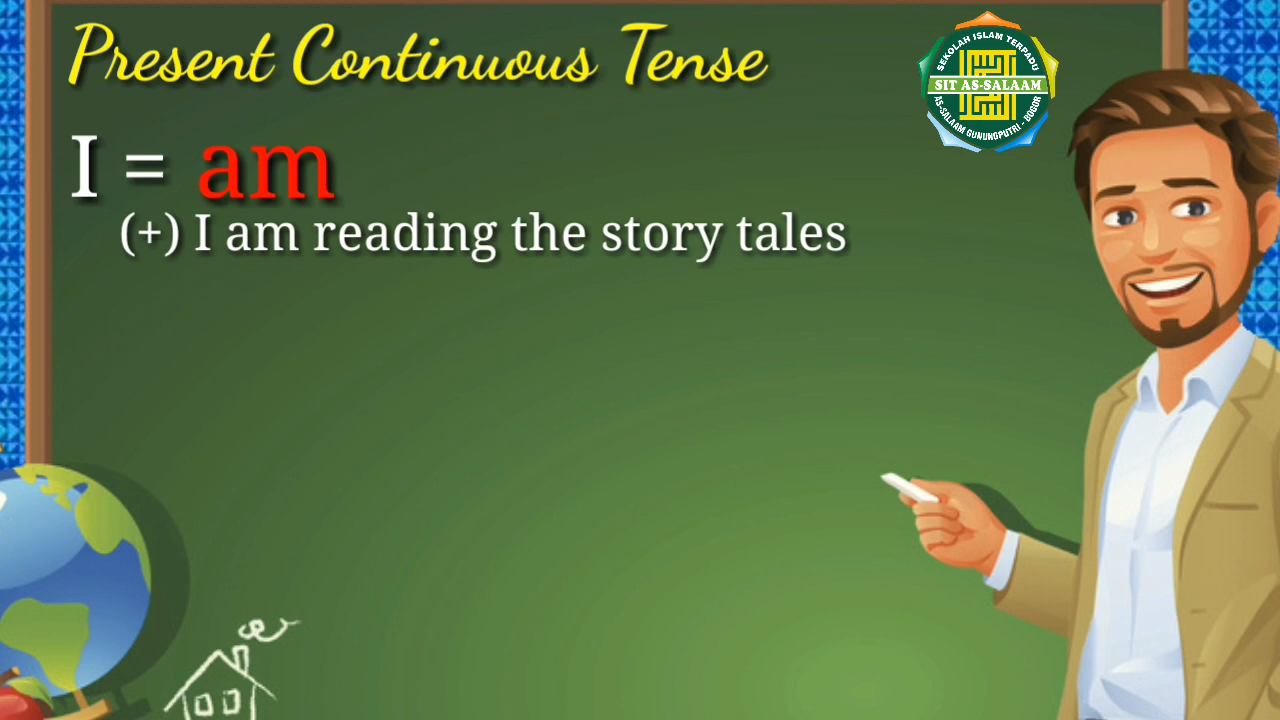 Present Continuous Tense
SEKOLAH ISLAM TERPADU
SIT AS-SALAAM
AS-SALAAM GUNUNGPUTRI - BOGOR
I = am
(+) I am reading the story tales